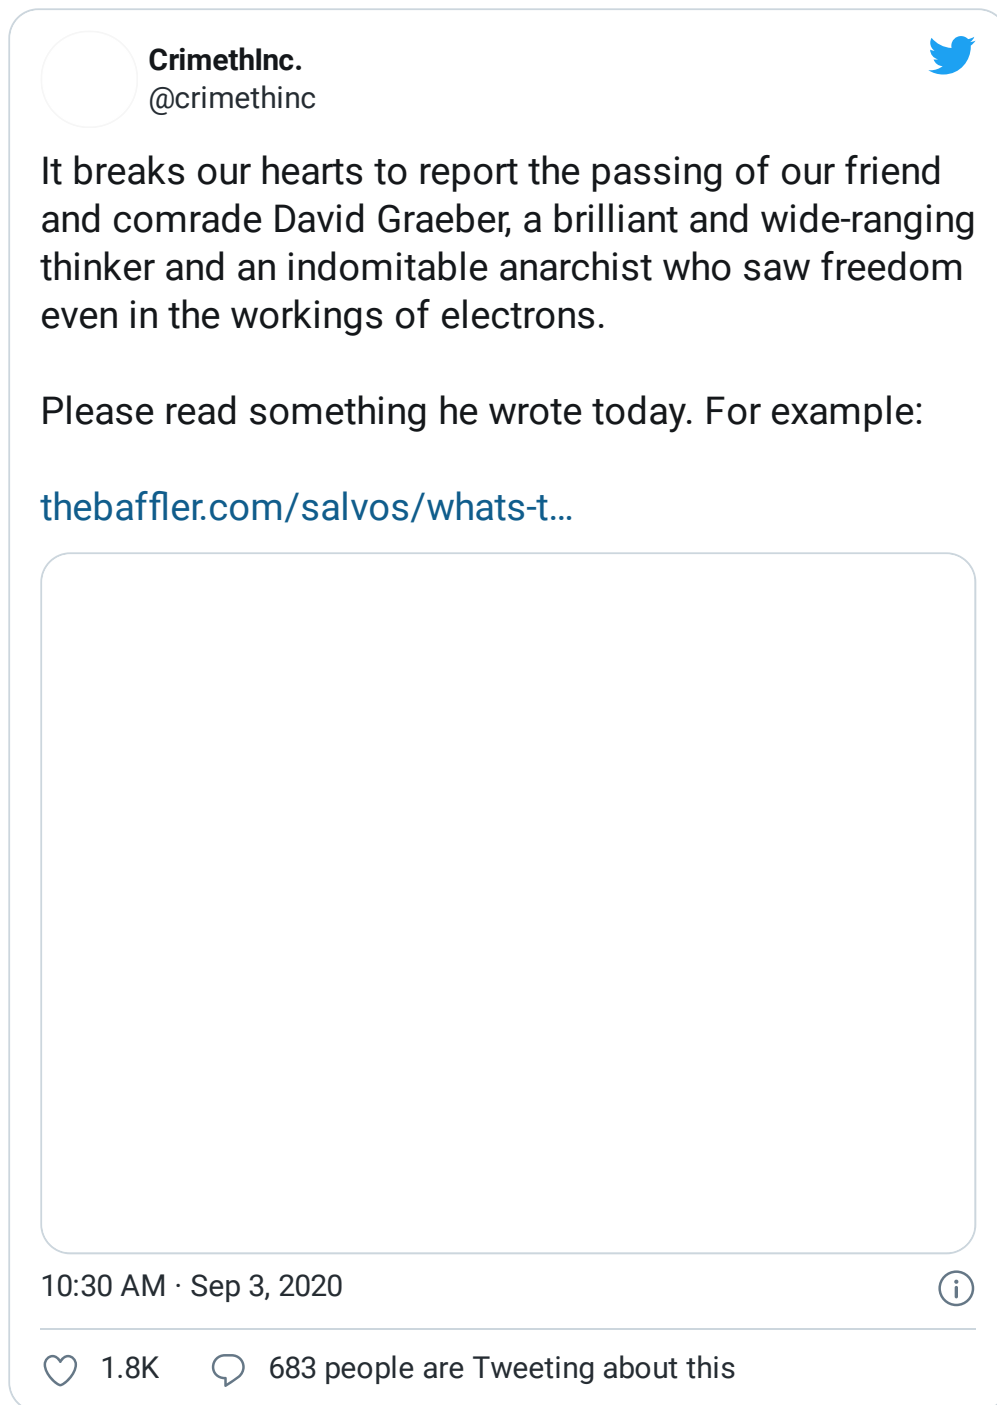 CrimethInc.
@crimethinc
It breaks our hearts to report the passing of our friend
and comrade David Graeber, a brilliant and wide-ranging
thinker and an indomitable anarchist who saw freedom
even in the workings of electrons.
Please read something he wrote today. For example:
thebaffler.com/salvos/whats-t…
10:30 AM · Sep 3, 2020
1.8K 683 people are Tweeting about this